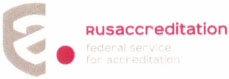 Rusaccreditation
federal service
for accreditation